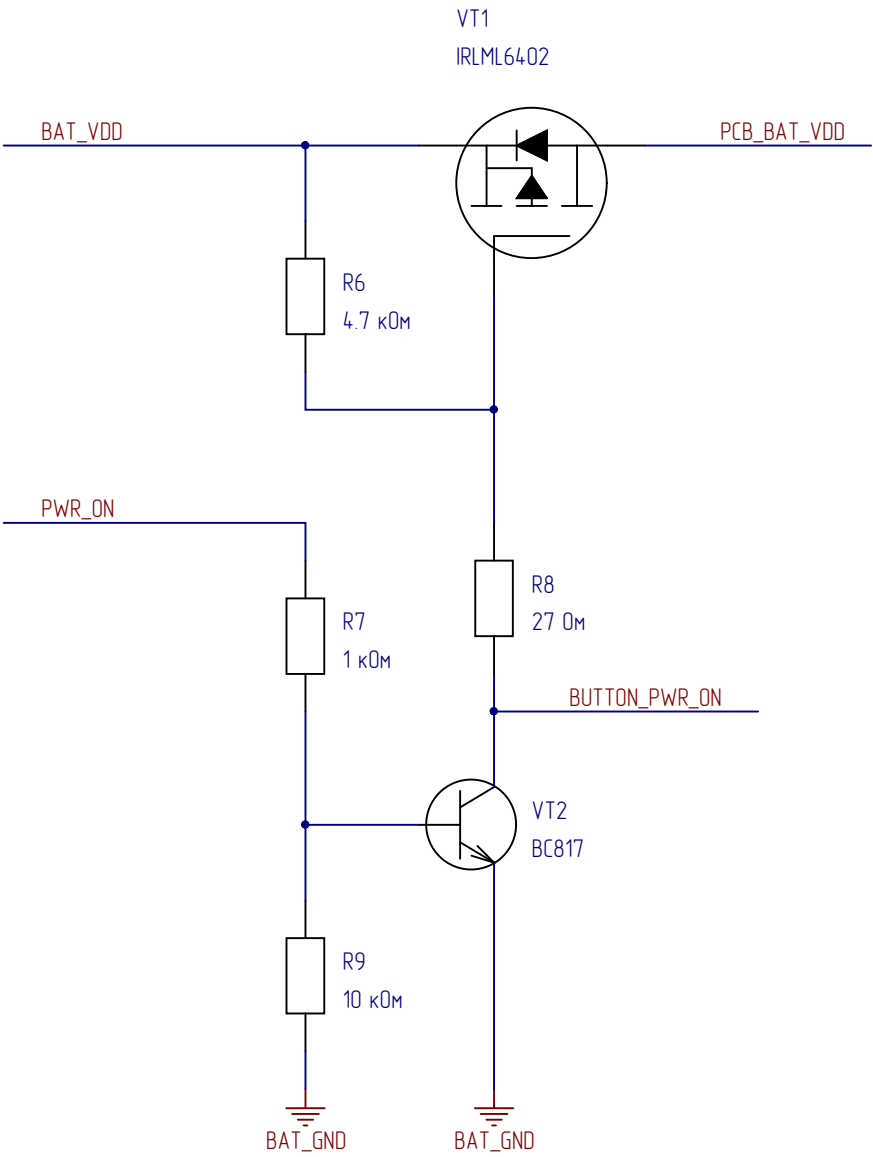 VT1
IRLML6402
BAT_VDD
PCB_BAT_VDD
R6
4.7 кОм
PWR_ON
R8
27 Ом
R7
1 кОм
BUTTON_PWR_ON
VT2
BC817
R9
10 кОм
BAT_GND
BAT_GND